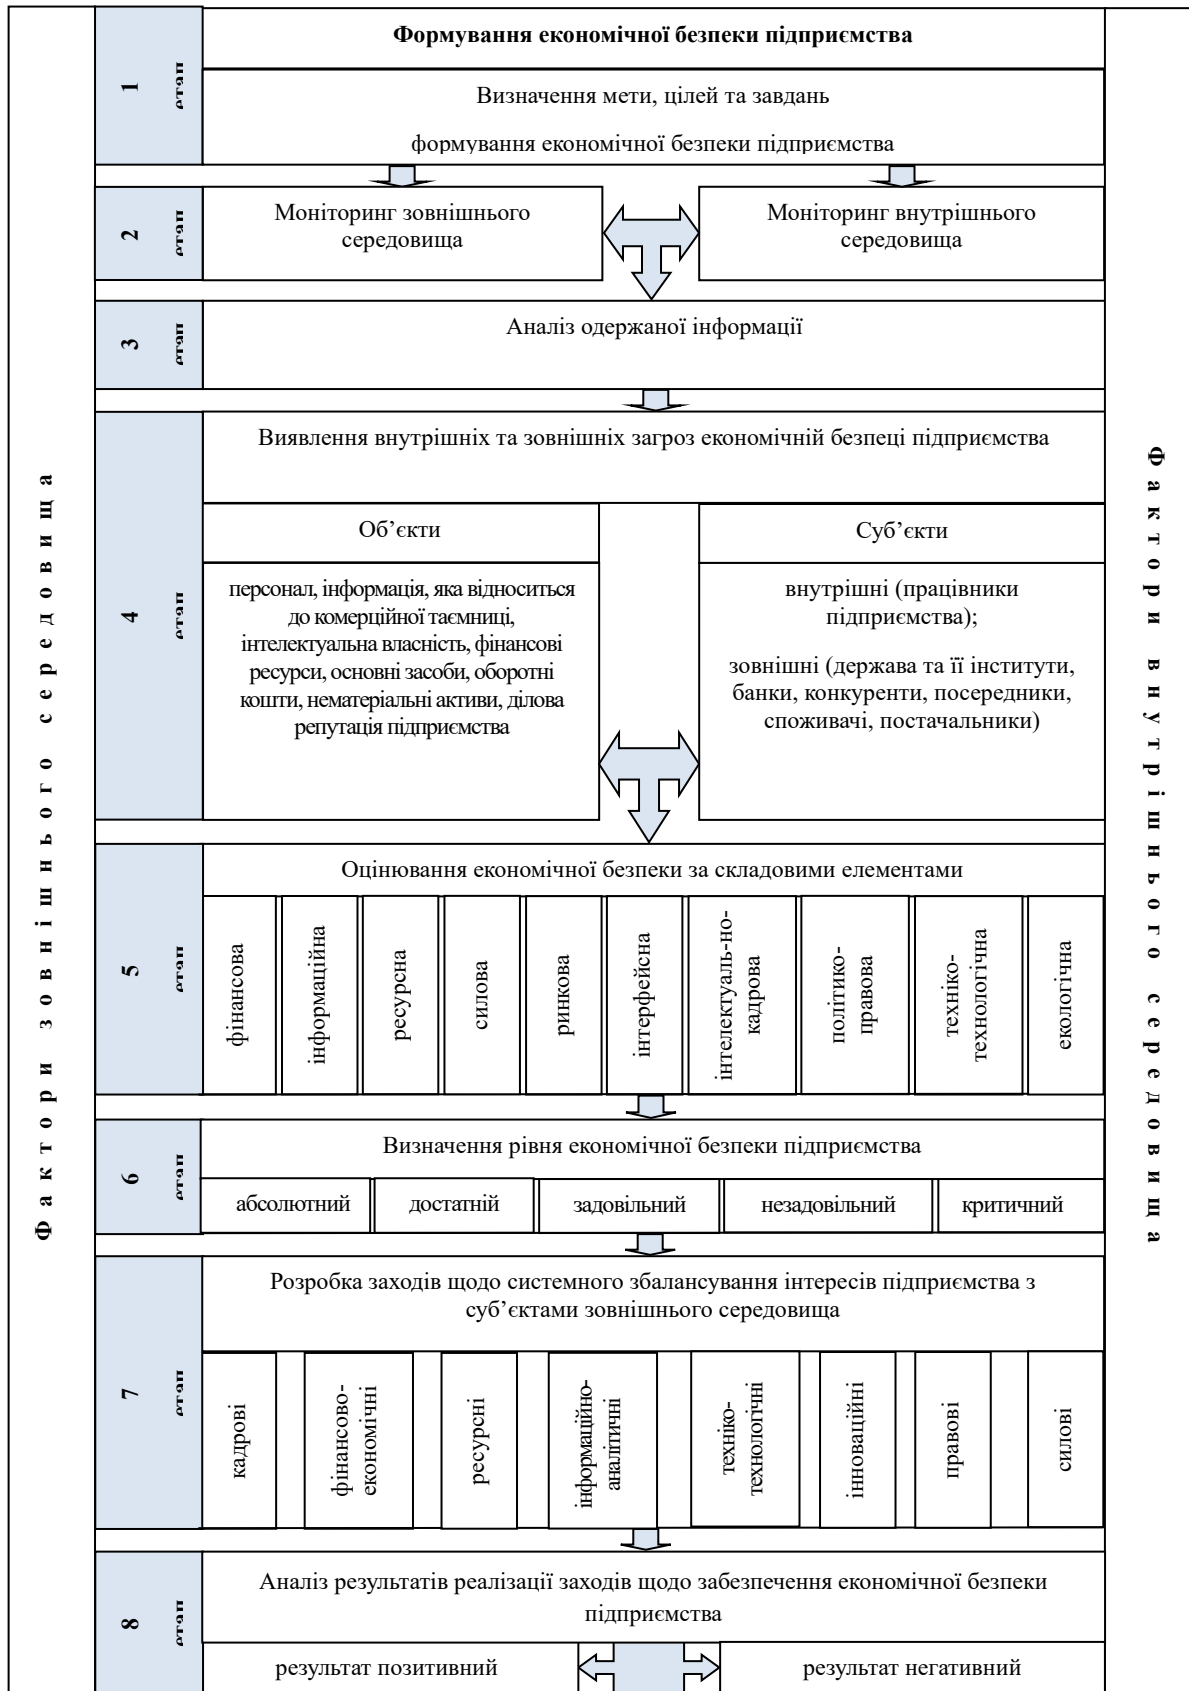 Фактори зовнішнього середовища
1 етап
Формування економічної безпеки підприємства
Визначення мети, цілей та завдань
формування економічної безпеки підприємства
2 етап
Моніторинг зовнішнього
середовища
Моніторинг внутрішнього
середовища
3 етап
Аналіз одержаної інформації
4 етап
Виявлення внутрішніх та зовнішніх загроз економічній безпеці підприємства
Об’єкти
персонал, інформація, яка відноситься
до комерційної таємниці,
інтелектуальна власність, фінансові
ресурси, основні засоби, оборотні
кошти, нематеріальні активи, ділова
репутація підприємства
Суб’єкти
внутрішні (працівники
підприємства);
зовнішні (держава та її інститути,
банки, конкуренти, посередники,
споживачі, постачальники)
5 етап
Оцінювання економічної безпеки за складовими елементами
фінансова
інформаційна
ресурсна
силова
ринкова
інтерфейсна
інтелектуаль-но-
кадрова
політико-
правова
техніко-
технологічна
екологічна
6 етап
Визначення рівня економічної безпеки підприємства
абсолютний
достатній
задовільний
незадовільний
критичний
7 етап
Розробка заходів щодо системного збалансування інтересів підприємства з
суб’єктами зовнішнього середовища
кадрові
фінансово-
економічні
ресурсні
інформаційно-
аналітичні
техніко-
технологічні
інноваційні
правові
силові
8 етап
Аналіз результатів реалізації заходів щодо забезпечення економічної безпеки
підприємства
результат позитивний
результат негативний
Фактори внутрішнього середовища